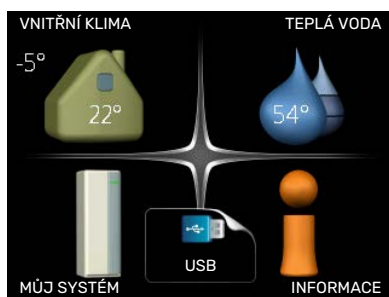 VNITŘNÍ KLIMA
TEPLÁ VODA
-5°
22°
54°
USB
MŮJ SYSTÉM
INFORMACE